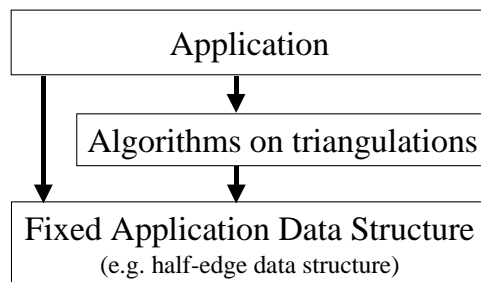 Application
Algorithms on triangulations
Fixed Application Data Structure
(e.g. half-edge data structure)